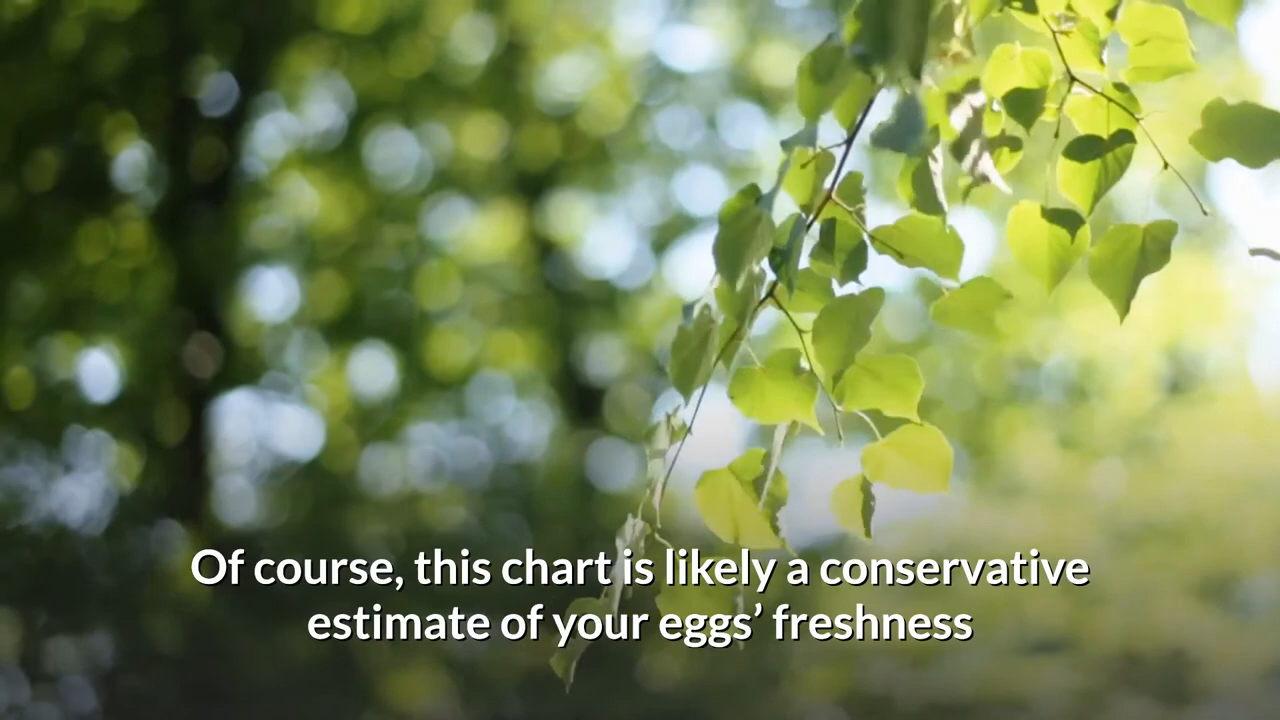 Of course, this chart is likely a conservative
estimate of your eggs’ freshness